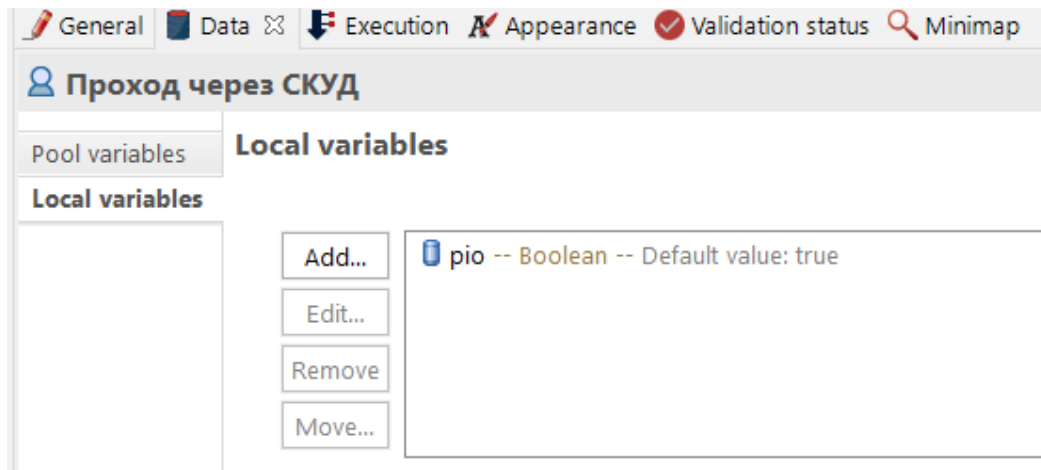 General Data Execution Appearance Validation status Minimap
Проход через СКУД
Pool variables
Local variables
Local variables
Add...
pio -- Boolean -- Default value: true
Edit...
Remove
Move...